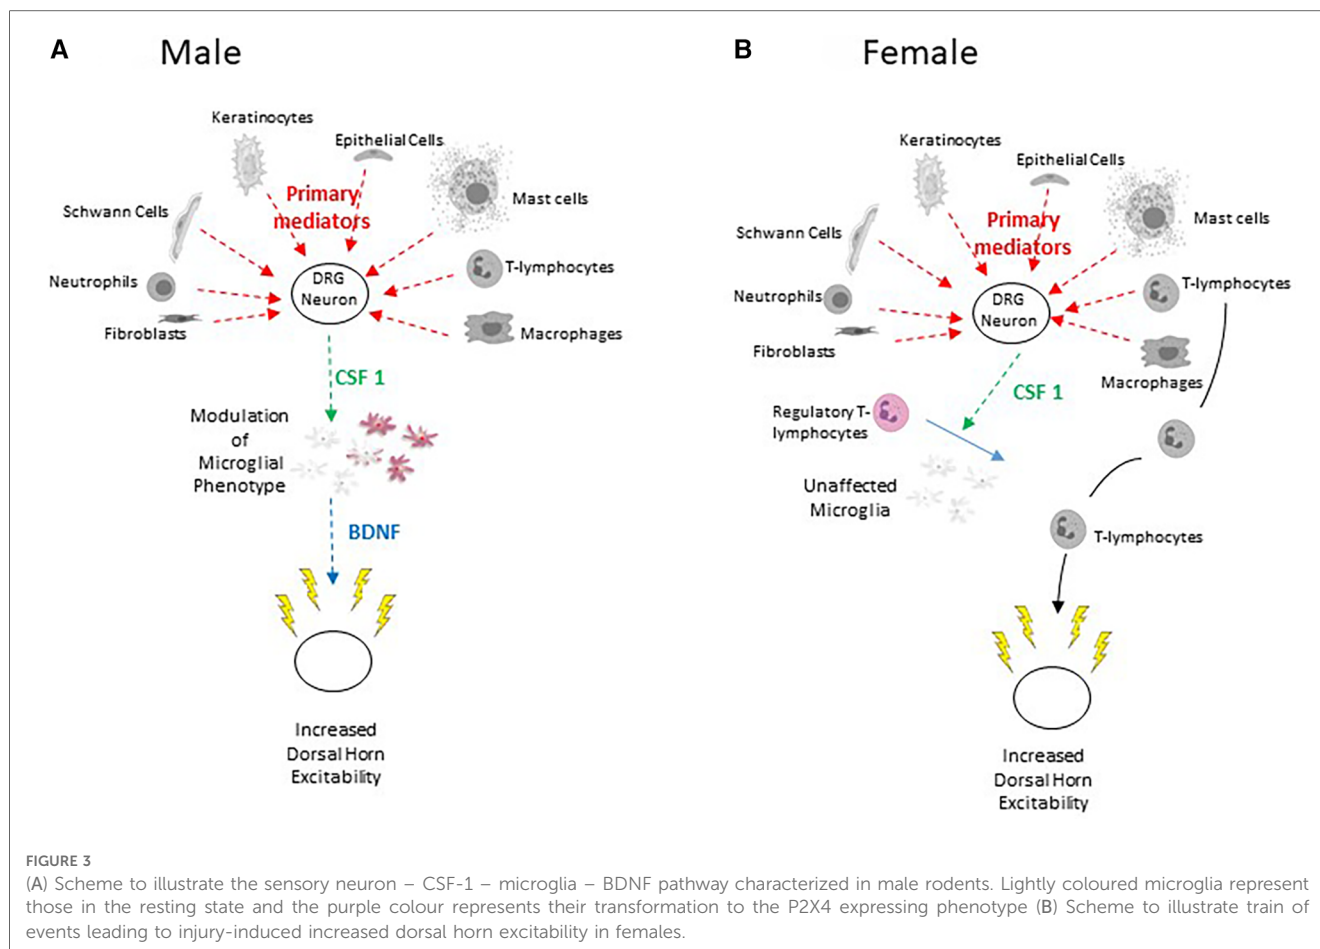 A Male
Keratinocytes
Epithelial Cells
Primary
mediators
Mast cells
Schwann Cells
T-lymphocytes
Neutrophils
DRG
Neuron
Fibroblasts
Macrophages
CSF 1
Modulation
of
Microglial
Phenotype
BDNF
Increased
Dorsal Horn
Excitability
B Female
Keratinocytes
Epithelial Cells
Primary
mediators
Mast cells
Schwann Cells
T-lymphocytes
Neutrophils
DRG
Neuron
Fibroblasts
Macrophages
CSF 1
Regulatory T-
lymphocytes
Unaffected
Microglia
T-lymphocytes
Increased
Dorsal Horn
Excitability
FIGURE 3
(A) Scheme to illustrate the sensory neuron – CSF-1 – microglia – BDNF pathway characterized in male rodents. Lightly coloured microglia represent
those in the resting state and the purple colour represents their transformation to the P2X4 expressing phenotype (B) Scheme to illustrate train of
events leading to injury-induced increased dorsal horn excitability in females.